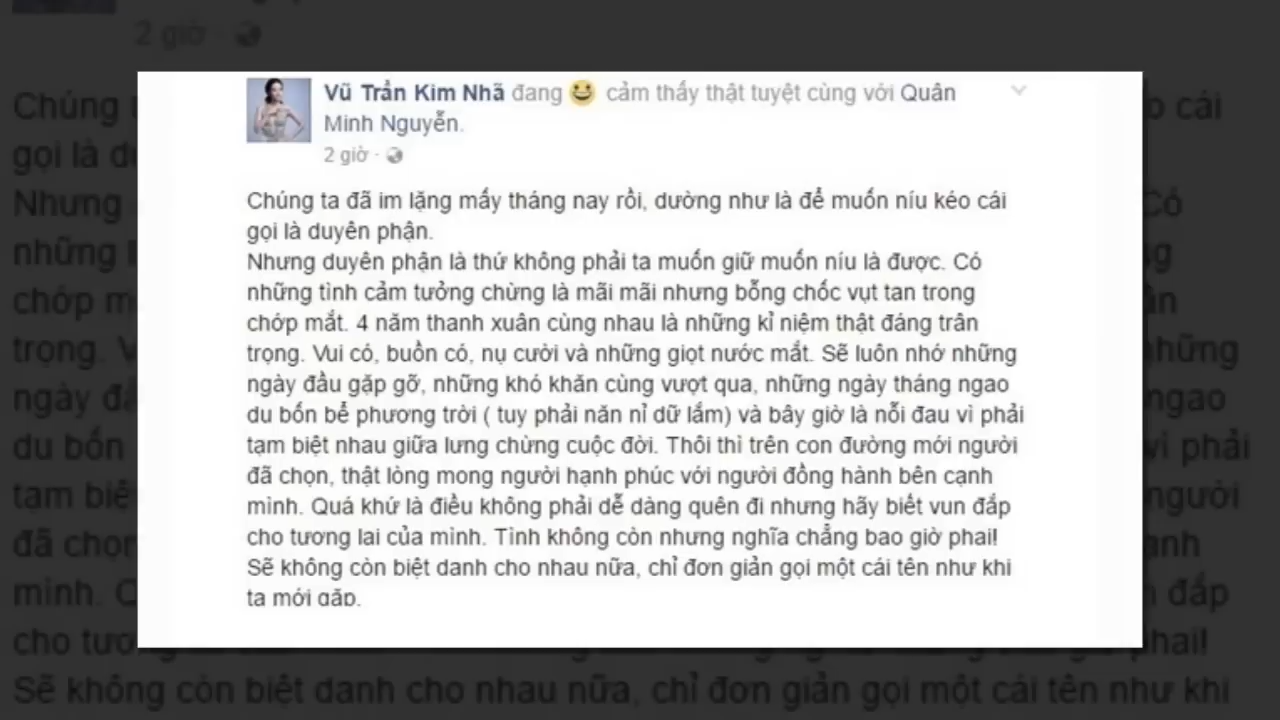 Vũ Trần Kim Nhã đang cảm thấy thật tuyệt cùng với Quân
Minh Nguyễn.
2 giờ ·
Chúng ta đã im lặng mấy tháng nay rồi, dường như là để muốn níu kéo cái
gọi là duyên phận.
Nhưng duyên phận là thứ không phải ta muốn giữ muốn níu là được. Có
những tình cảm tưởng chừng là mãi mãi nhưng bỗng chốc vụt tan trong
chớp mắt. 4 năm thanh xuân cùng nhau là những kỉ niệm thật đáng trân
trọng. Vui có, buồn có, nụ cười và những giọt nước mắt. Sẽ luôn nhớ những
ngày đầu gặp gỡ, những khó khăn cùng vượt qua, những ngày tháng ngao
du bốn bể phương trời ( tuy phải năn nỉ dữ lắm) và bây giờ là nỗi đau vì phải
tạm biệt nhau giữa lưng chừng cuộc đời. Thôi thì trên con đường mới người
đã chọn, thật lòng mong người hạnh phúc với người đồng hành bên cạnh
mình. Quá khứ là điều không phải dễ dàng quên đi nhưng hãy biết vun đắp
cho tương lai của mình. Tình không còn nhưng nghĩa chẳng bao giờ phai!
Sẽ không còn biệt danh cho nhau nữa, chỉ đơn giản gọi một cái tên như khi
ta mới gặp.